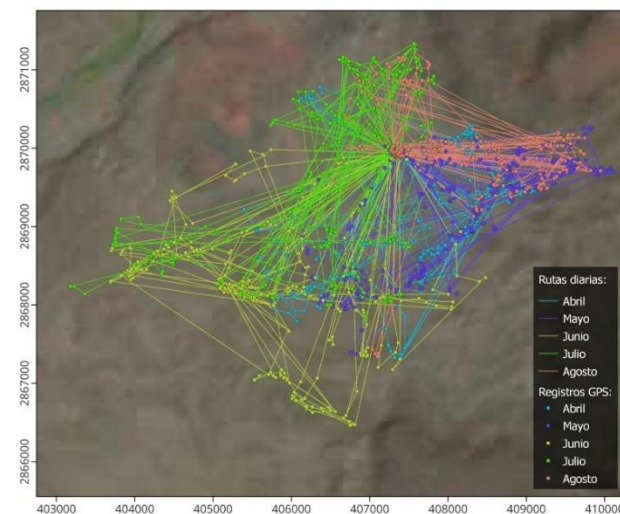 2871000
2870000
2869000
2868000
2867000
2866000
Rutas diarias:
Abril
Mayo
Junio
Julio
Agosto
Registros GPS:
Abril
Mayo
Junio
Julio
Agosto
403000 404000 405000 406000 407000 408000 409000 410000